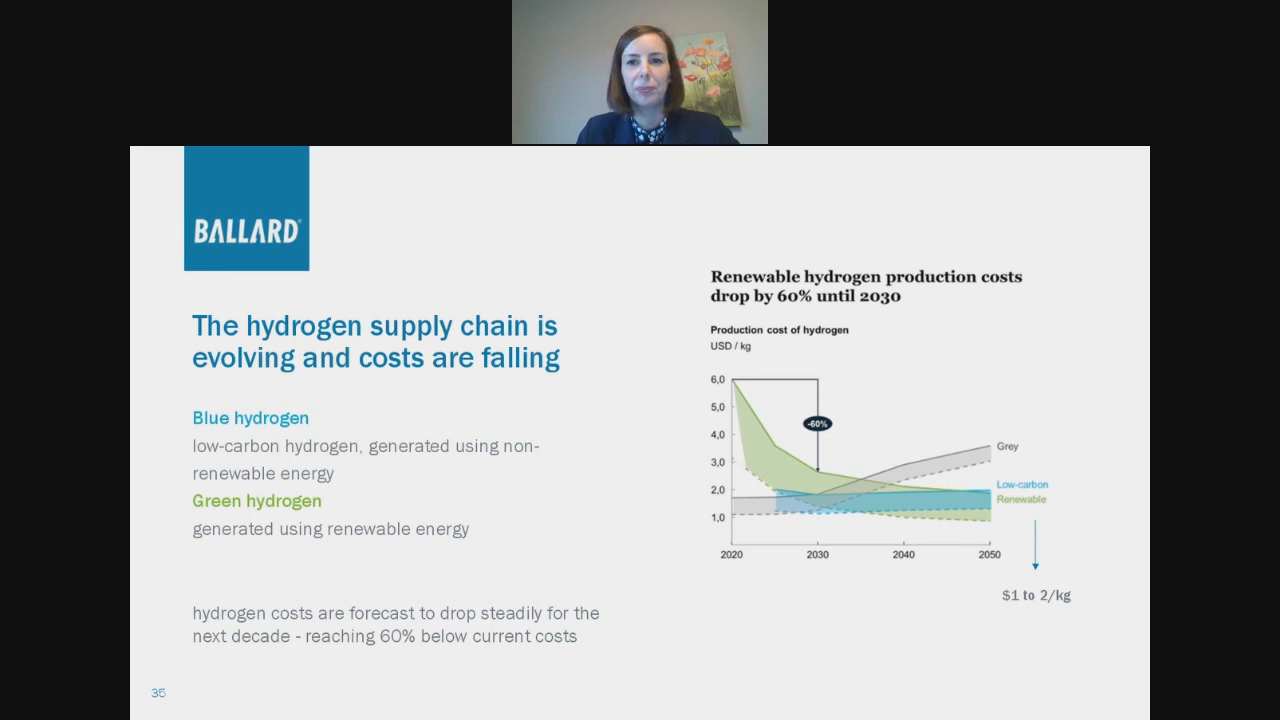 BALLARD®
The hydrogen supply chain is
evolving and costs are falling
Blue hydrogen
low-carbon hydrogen, generated using non-
renewable energy
Green hydrogen
generated using renewable energy
hydrogen costs are forecast to drop steadily for the
next decade - reaching 60% below current costs
35
Renewable hydrogen production costs
drop by 60% until 2030
Production cost of hydrogen
USD / kg
6,0
5,0
4,0
3,0
2,0
1,0
-60%
Grey
Low-carbon
Renewable
2020 2030 2040 2050
$1 to 2/kg